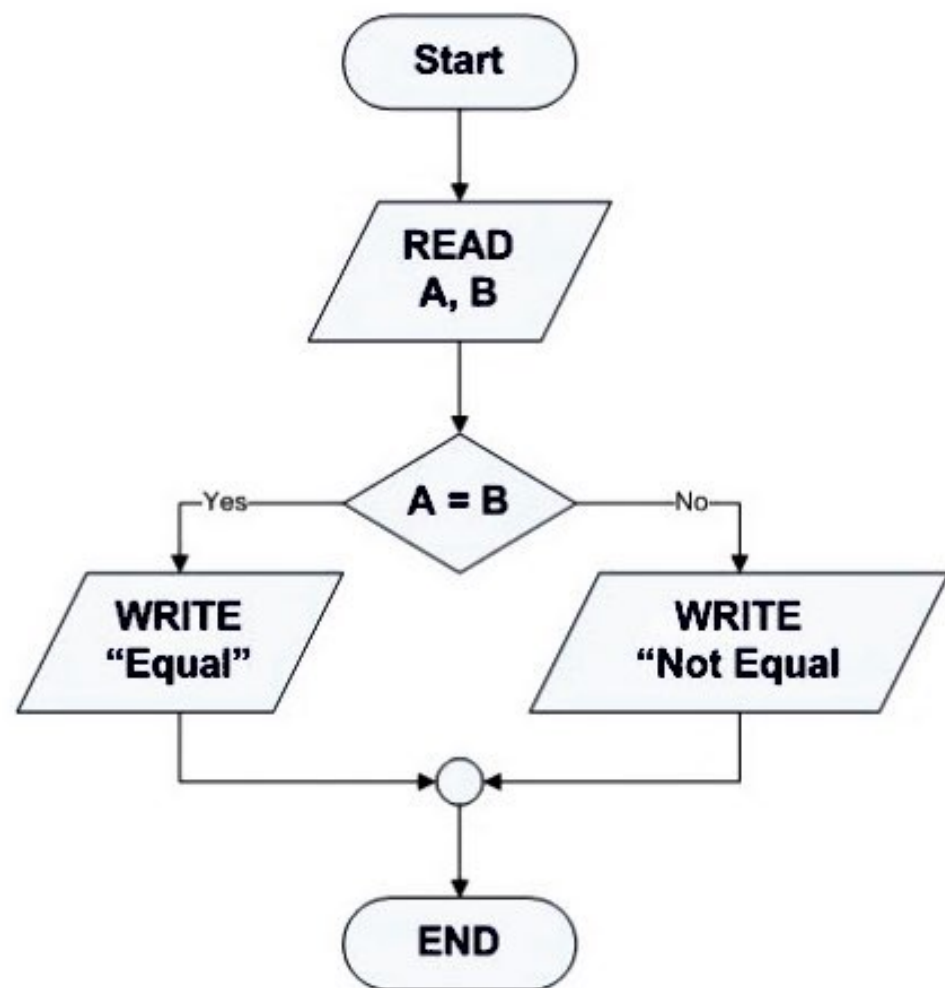 Start
READ
A, B
A = B
Yes
No
WRITE
“Equal”
WRITE
“Not Equal
END